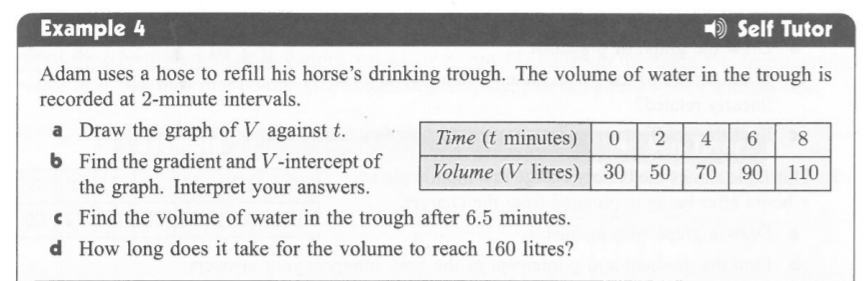 Example 4 Self Tutor
Adam uses a hose to refill his horse's drinking trough. The volume of water in the trough is
recorded at 2-minute intervals.
a Draw the graph of V against t.
b Find the gradient and V-intercept of
the graph. Interpret your answers.
Time (t minutes) 0 2 4 6 8
Volume (V litres) 30 50 70 90 110
c Find the volume of water in the trough after 6.5 minutes.
d How long does it take for the volume to reach 160 litres?